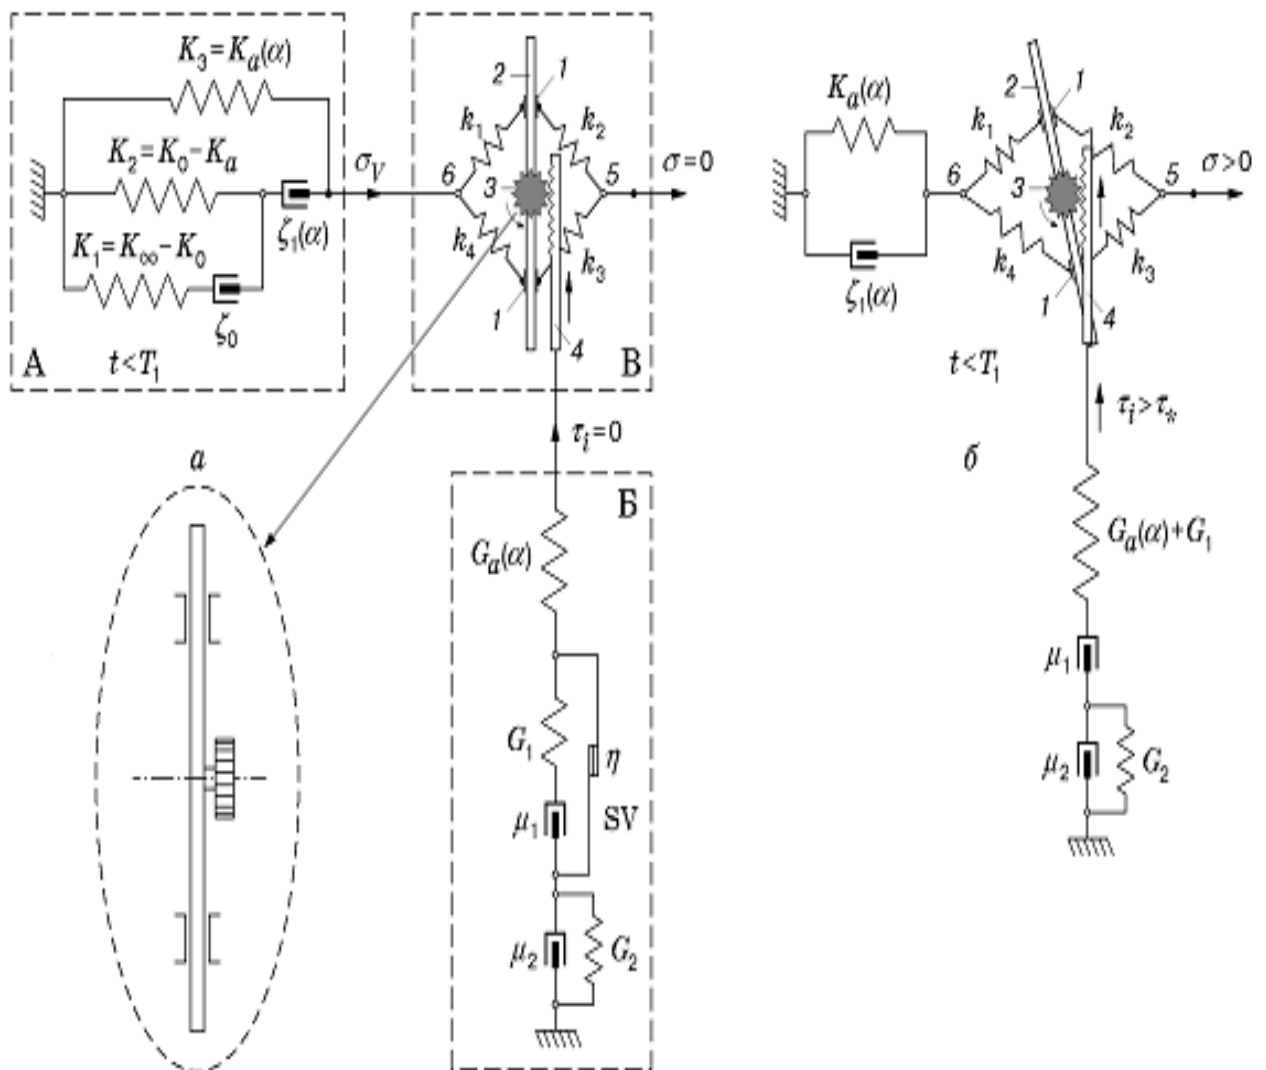 K₃=Kₐ(α)
K₂=K₀−Kₐ
K₁=K∞−K₀
ζ₁(α)
ζ₀
А
t<T₁
σ_V
2
1
k₁
k₂
6
3
5
k₄
k₃
1
4
В
σ=0
τᵢ=0
а
Б
Gₐ(α)
G₁
η
μ₁
SV
μ₂
G₂
Kₐ(α)
ζ₁(α)
2
1
k₁
k₂
6
3
5
σ>0
k₄
k₃
1
4
t<T₁
τᵢ>τ*
б
Gₐ(α)+G₁
μ₁
μ₂
G₂